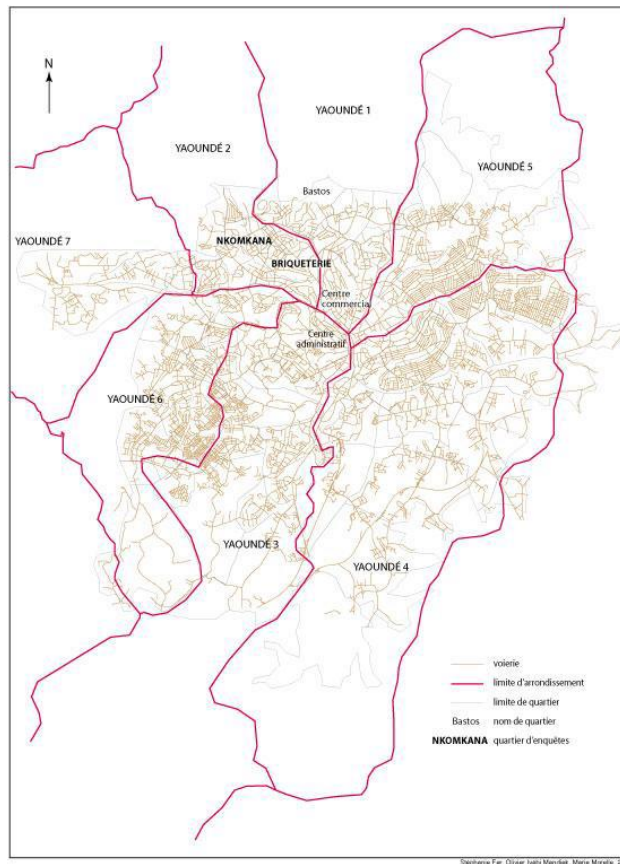 N
YAOUNDÉ 1
YAOUNDÉ 2
YAOUNDÉ 5
Bastos
NKOMKANA
YAOUNDÉ 7
BRIQUETERIE
Centre
commercial
Centre
administratif
YAOUNDÉ 6
YAOUNDÉ 3
YAOUNDÉ 4
voierie
limite d'arrondissement
limite de quartier
Bastos nom de quartier
NKOMKANA quartier d'enquêtes